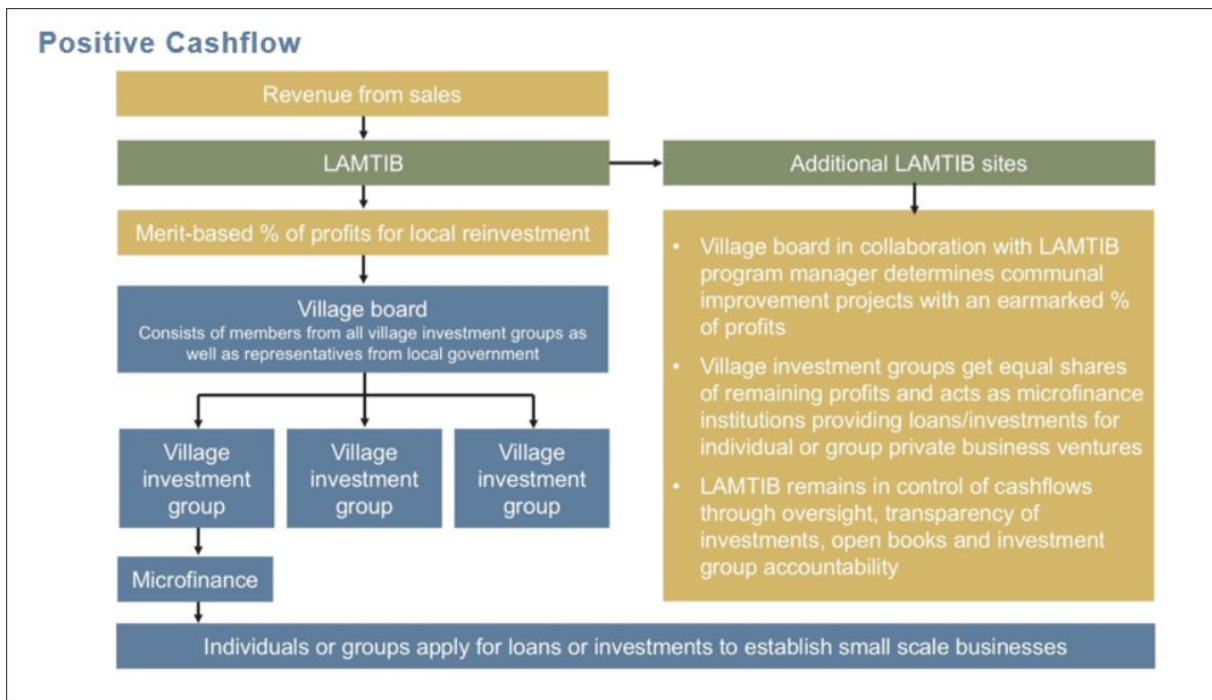 Positive Cashflow
Revenue from sales
LAMTIB
Additional LAMTIB sites
Merit-based % of profits for local reinvestment
Village board
Consists of members from all village investment groups as
well as representatives from local government
Village
investment
group
Village
investment
group
Village
investment
group
Microfinance
Individuals or groups apply for loans or investments to establish small scale businesses
• Village board in collaboration with LAMTIB
program manager determines communal
improvement projects with an earmarked %
of profits
• Village investment groups get equal shares
of remaining profits and acts as microfinance
institutions providing loans/investments for
individual or group private business ventures
• LAMTIB remains in control of cashflows
through oversight, transparency of
investments, open books and investment
group accountability